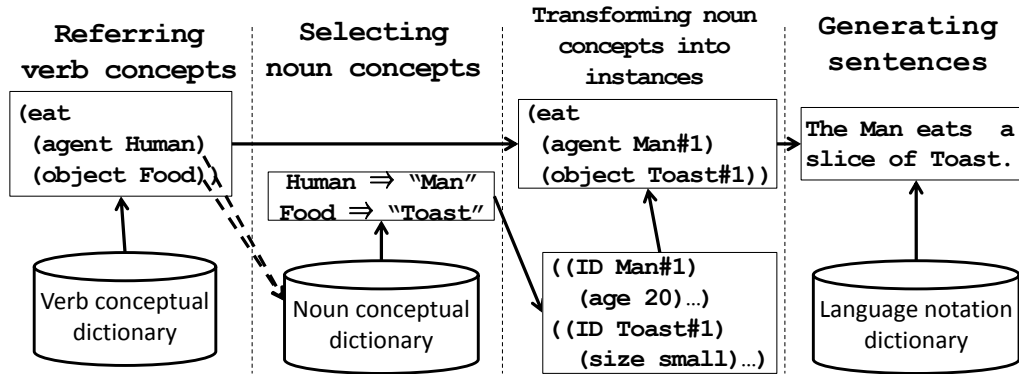 Referring
verb concepts
(eat
(agent Human)
(object Food))
Verb conceptual
dictionary
Selecting
noun concepts
Human ⇒ “Man”
Food ⇒ “Toast”
Noun conceptual
dictionary
Transforming noun
concepts into
instances
(eat
(agent Man#1)
(object Toast#1))
((ID Man#1)
(age 20)…)
((ID Toast#1)
(size small)…)
Generating
sentences
The Man eats a
slice of Toast.
Language notation
dictionary